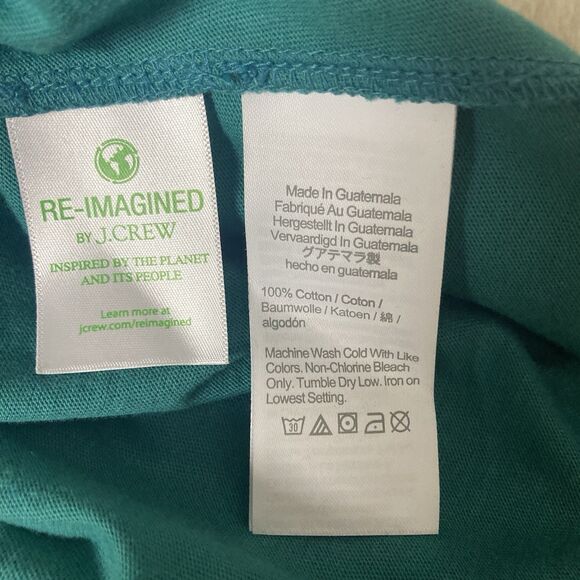 RE-IMAGINED
BY J.CREW
INSPIRED BY THE PLANET
AND ITS PEOPLE
Learn more at
jcrew.com/reimagined
Made In Guatemala
Fabriqué Au Guatemala
Hergestellt In Guatemala
Vervaardigd In Guatemala
グアテマラ製
hecho en guatemala
100% Cotton / Coton /
Baumwolle / Katoen / 綿 /
algodón
Machine Wash Cold With Like
Colors. Non-Chlorine Bleach
Only. Tumble Dry Low. Iron on
Lowest Setting.
30